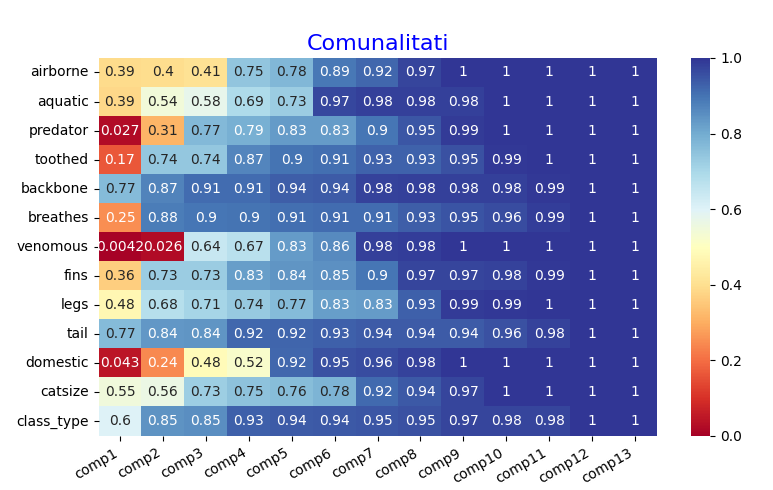 Comunalitati
airborne 0.39 0.4 0.41 0.75 0.78 0.89 0.92 0.97 1 1 1 1 1
aquatic 0.39 0.54 0.58 0.69 0.73 0.97 0.98 0.98 0.98 1 1 1 1
predator 0.027 0.31 0.77 0.79 0.83 0.83 0.9 0.95 0.99 1 1 1 1
toothed 0.17 0.74 0.74 0.87 0.9 0.91 0.93 0.93 0.95 0.99 1 1 1
backbone 0.77 0.87 0.91 0.91 0.94 0.94 0.98 0.98 0.98 0.98 0.99 1 1
breathes 0.25 0.88 0.9 0.9 0.91 0.91 0.91 0.93 0.95 0.96 0.99 1 1
venomous 0.0042 0.026 0.64 0.67 0.83 0.86 0.98 0.98 1 1 1 1 1
fins 0.36 0.73 0.73 0.83 0.84 0.85 0.9 0.97 0.97 0.98 0.99 1 1
legs 0.48 0.68 0.71 0.74 0.77 0.83 0.83 0.93 0.99 0.99 1 1 1
tail 0.77 0.84 0.84 0.92 0.92 0.93 0.94 0.94 0.94 0.96 0.98 1 1
domestic 0.043 0.24 0.48 0.52 0.92 0.95 0.96 0.98 1 1 1 1 1
catsize 0.55 0.56 0.73 0.75 0.76 0.78 0.92 0.94 0.97 1 1 1 1
class_type 0.6 0.85 0.85 0.93 0.94 0.94 0.95 0.95 0.97 0.98 0.98 1 1
comp1 comp2 comp3 comp4 comp5 comp6 comp7 comp8 comp9 comp10 comp11 comp12 comp13
1.0
0.8
0.6
0.4
0.2
0.0